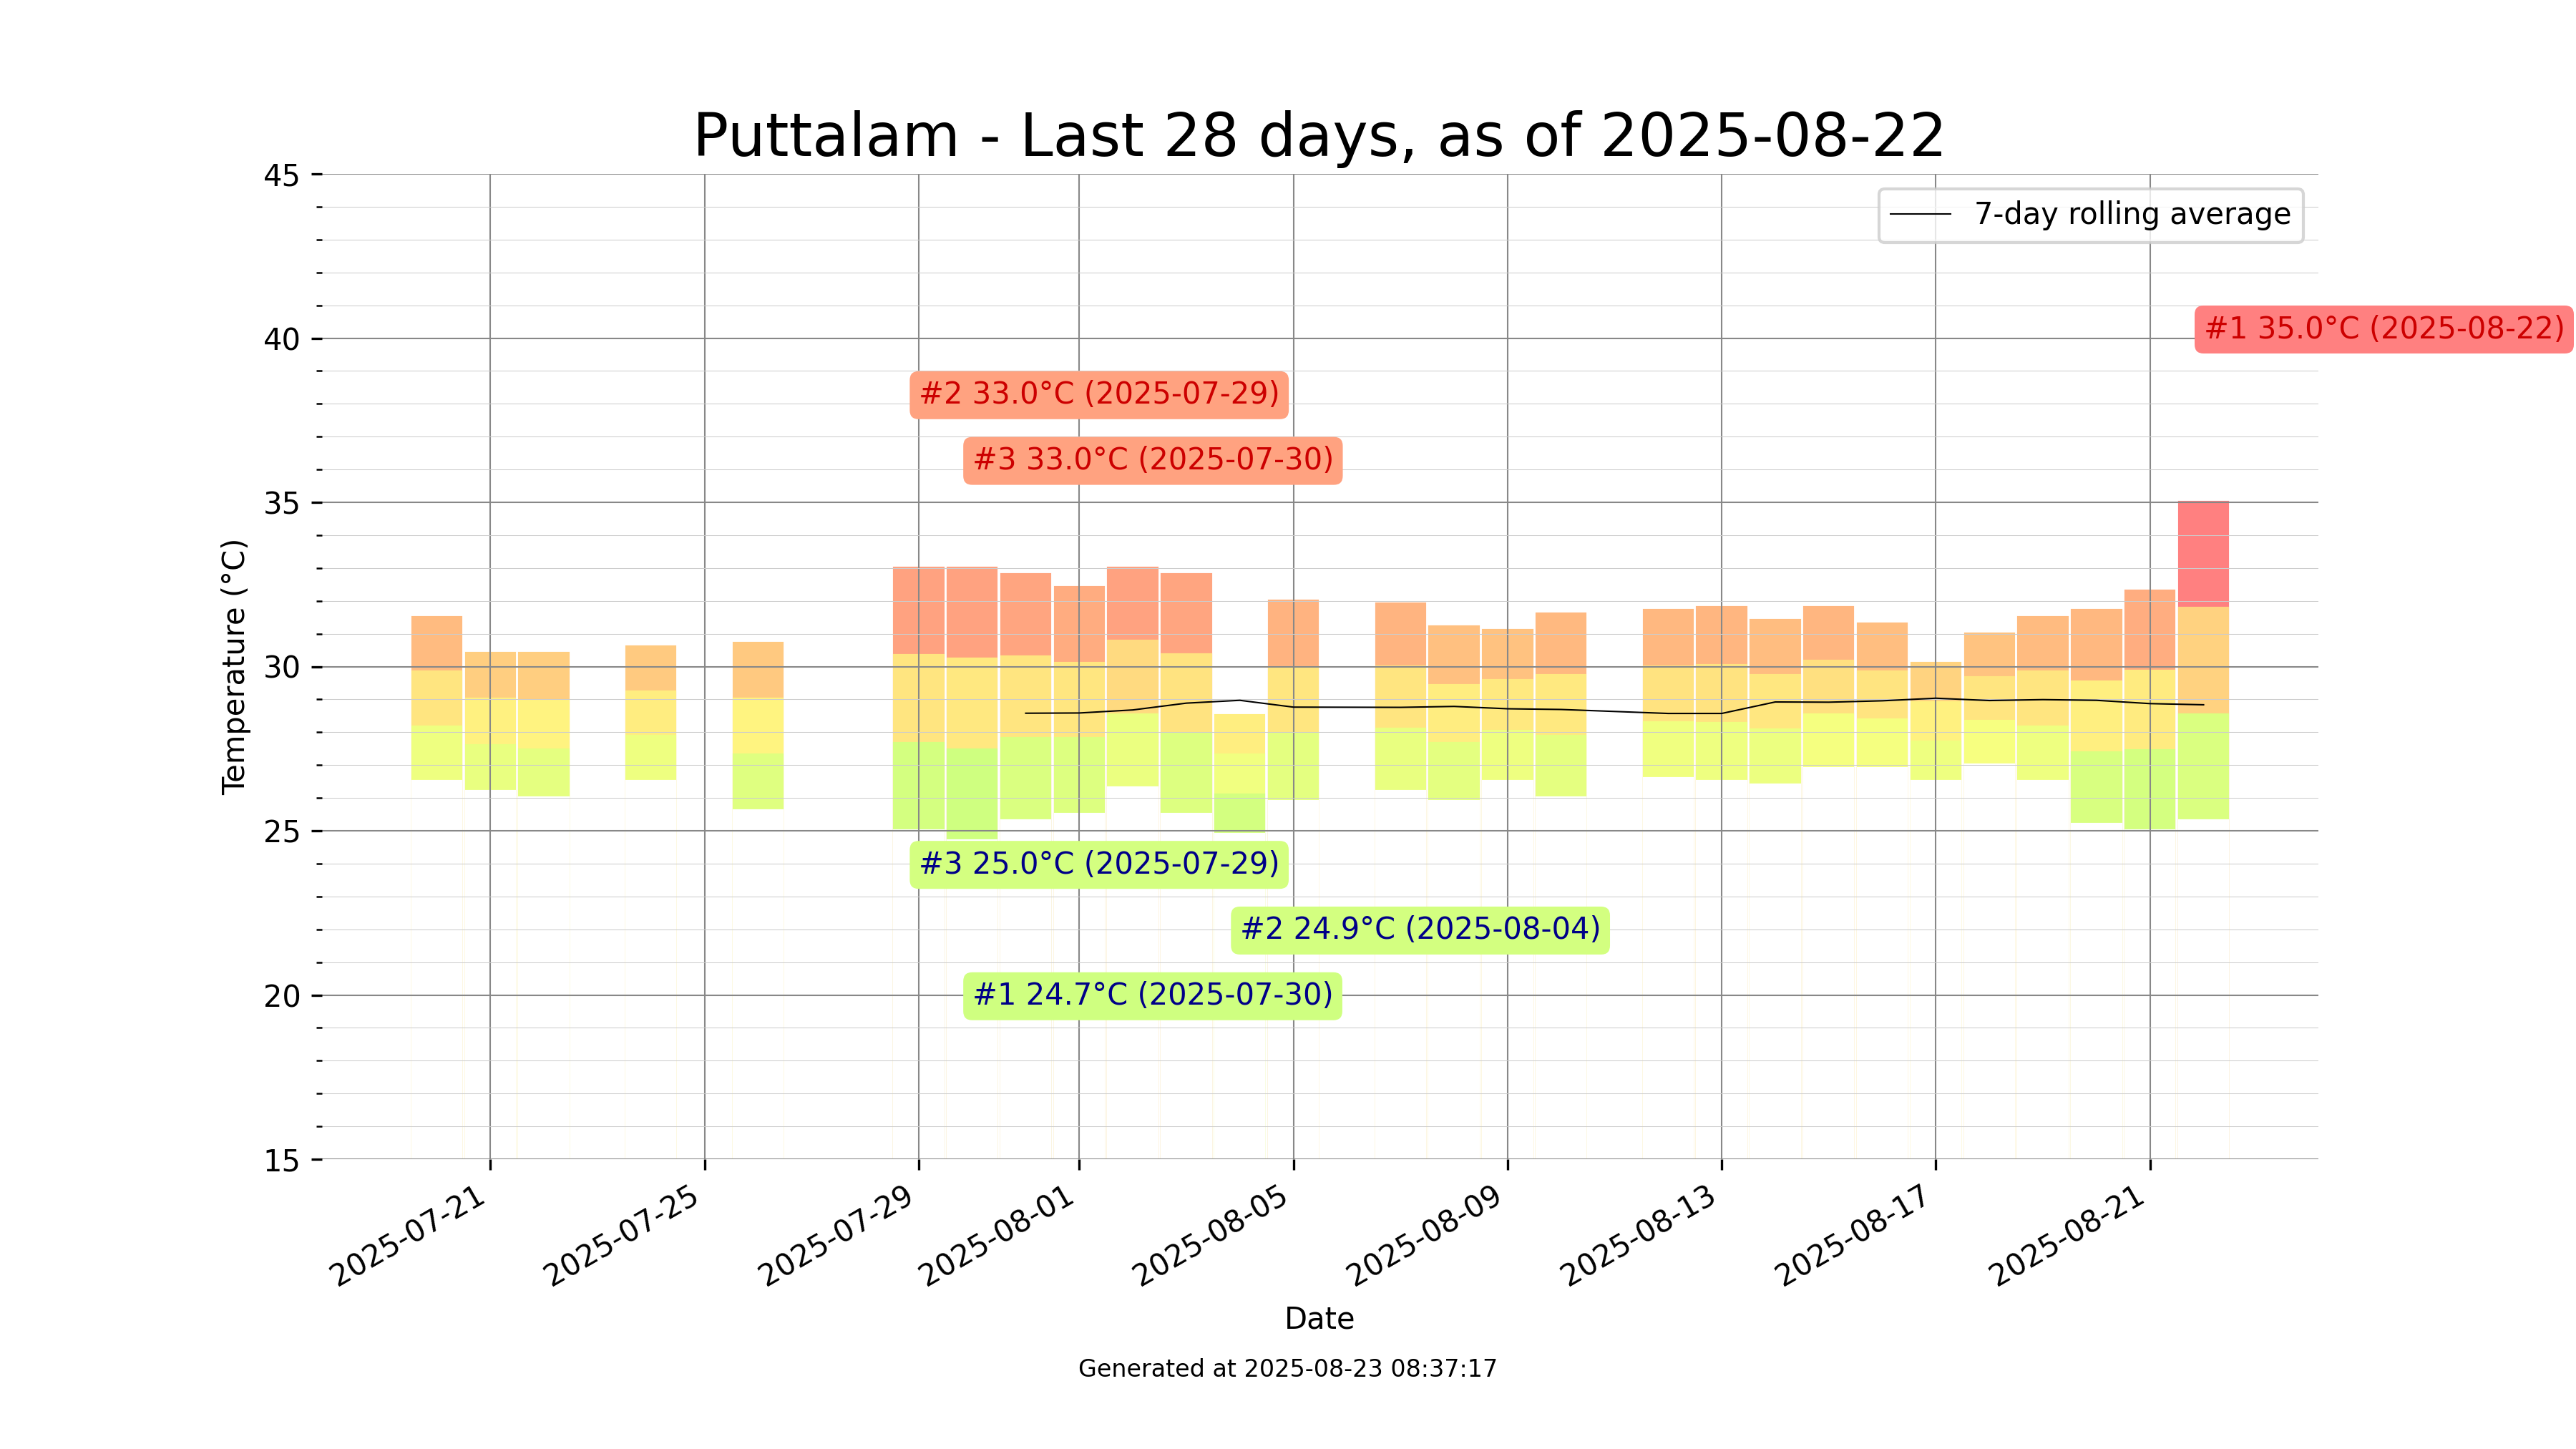 Puttalam - Last 28 days, as of 2025-08-22
45
7-day rolling average
#1 35.0°C (2025-08-22)
40
#2 33.0°C (2025-07-29)
#3 33.0°C (2025-07-30)
35
Temperature (°C)
30
25
#3 25.0°C (2025-07-29)
#2 24.9°C (2025-08-04)
#1 24.7°C (2025-07-30)
20
15
2025-07-21
2025-07-25
2025-07-29
2025-08-01
2025-08-05
2025-08-09
2025-08-13
2025-08-17
2025-08-21
Date
Generated at 2025-08-23 08:37:17